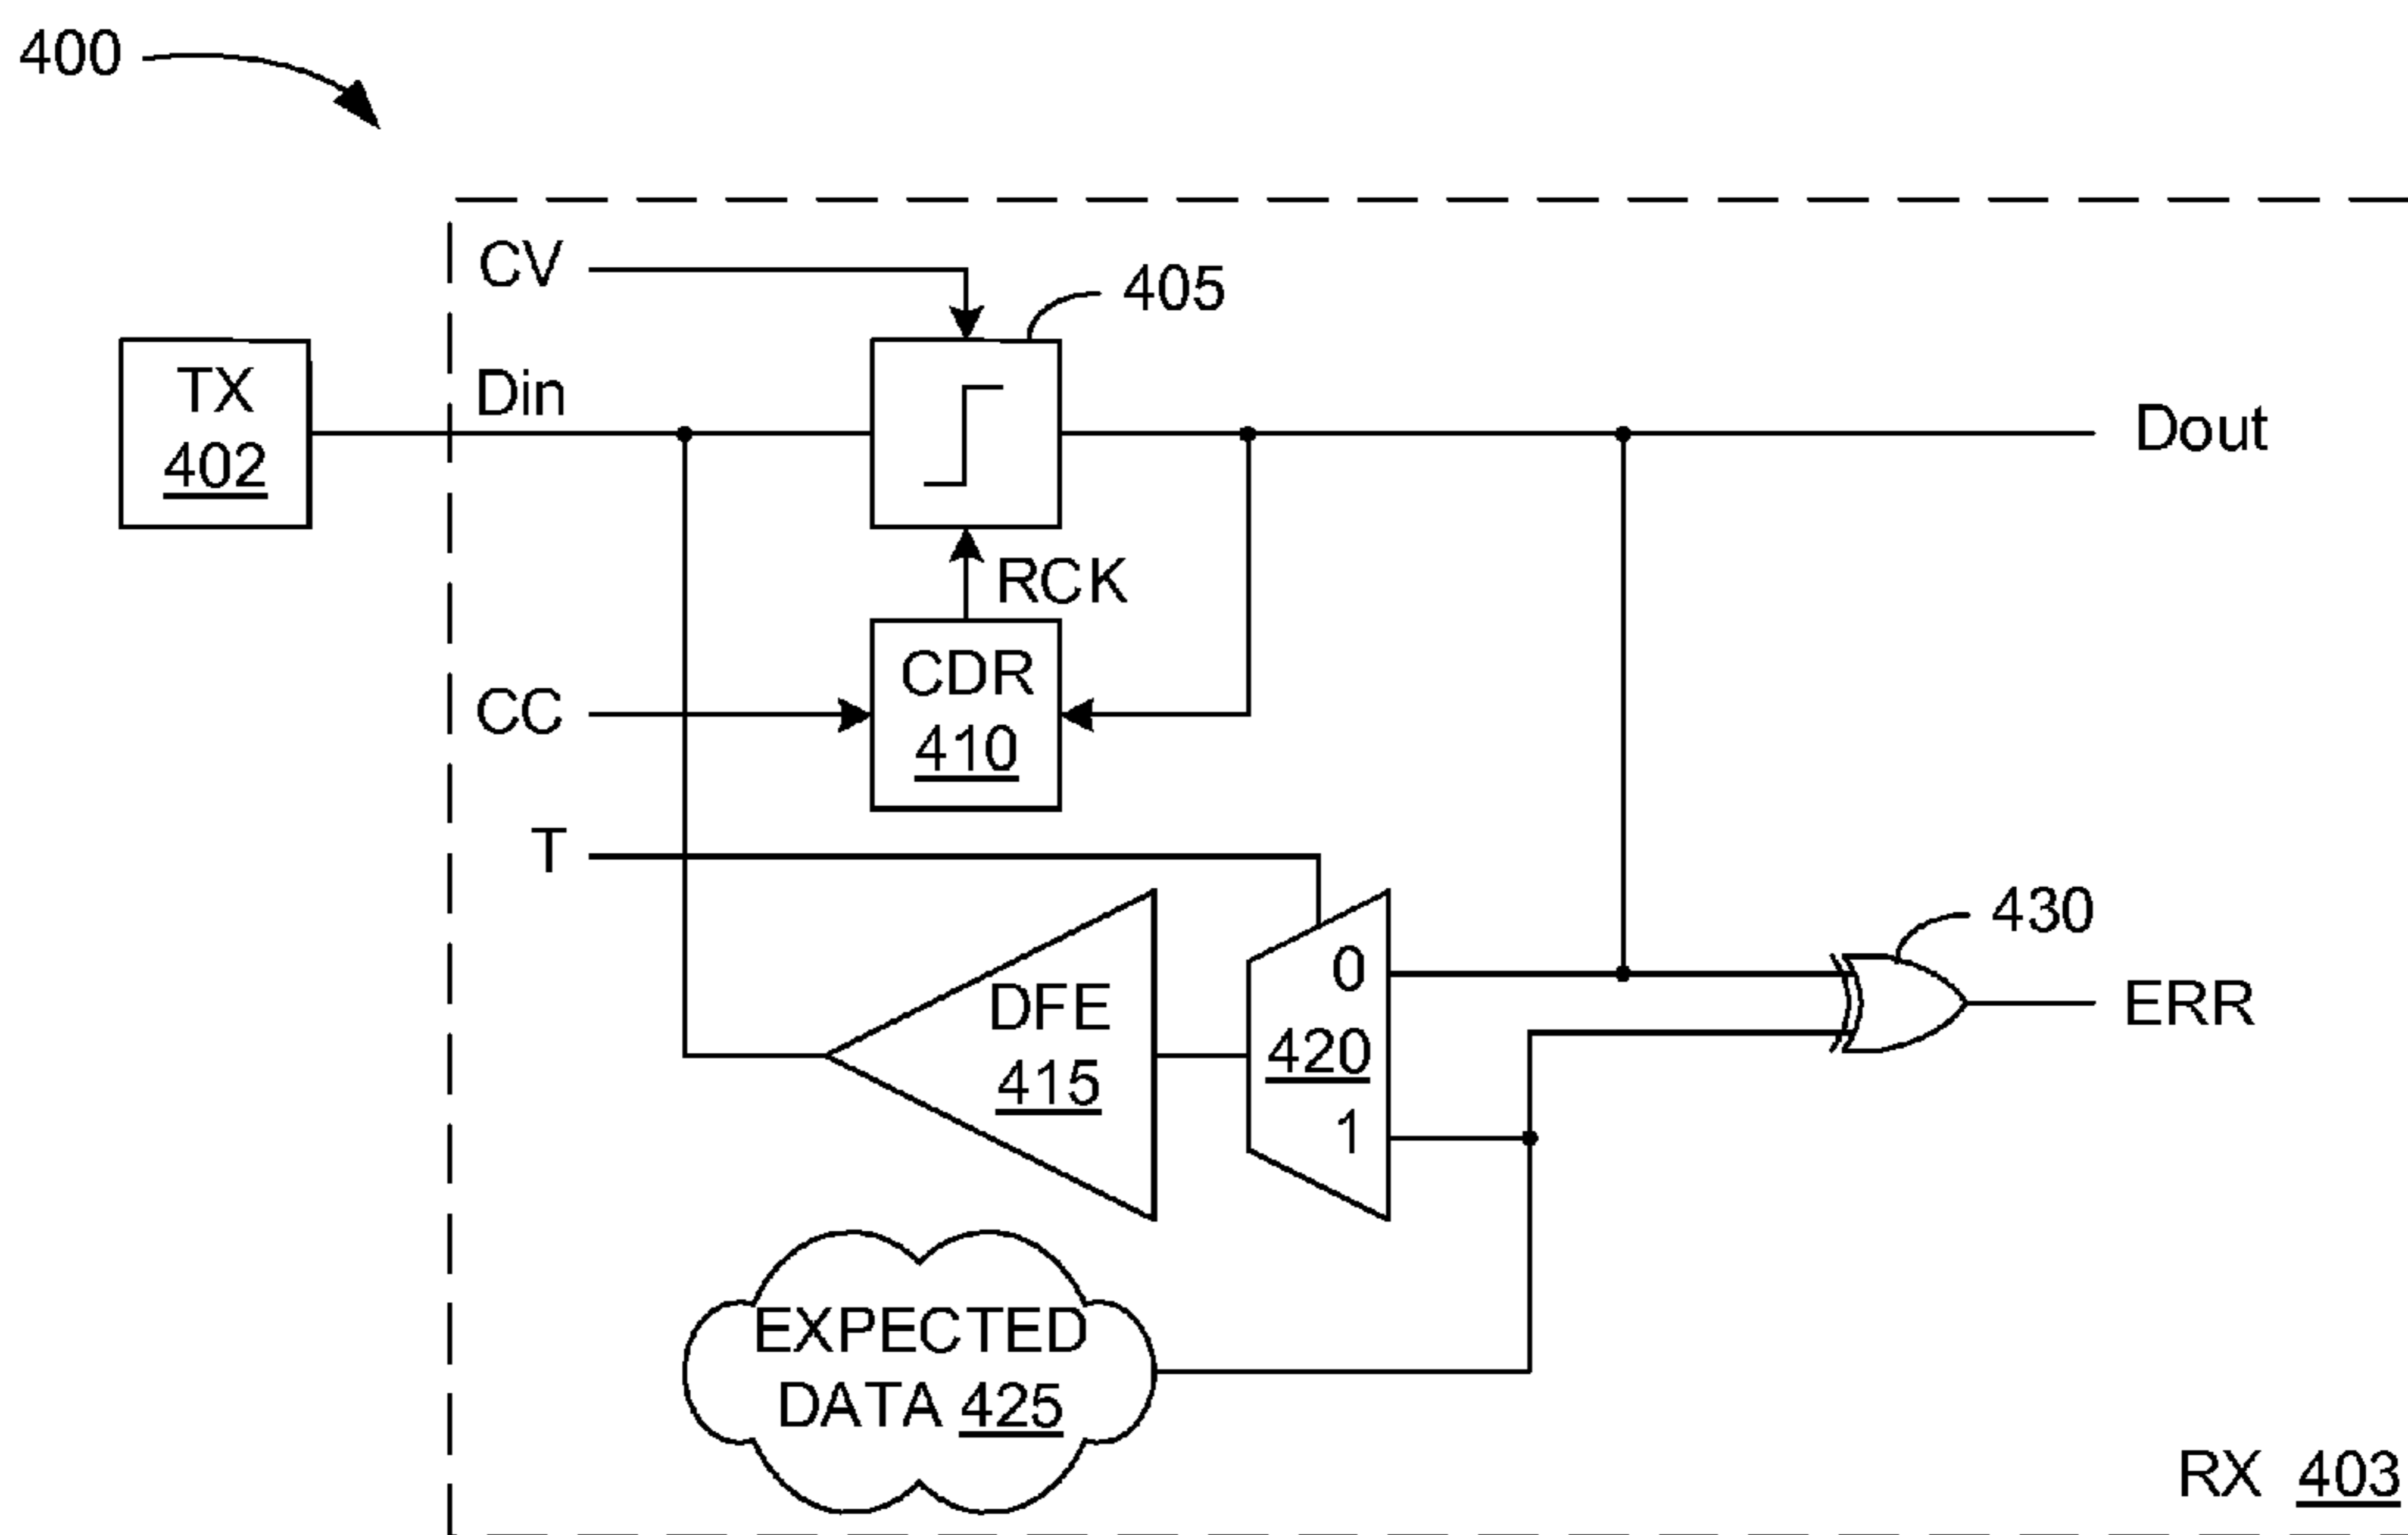 400
CV
405
TX
402
Din
Dout
RCK
CDR
410
CC
T
430
0
DFE
415
420
1
ERR
EXPECTED
DATA 425
RX 403